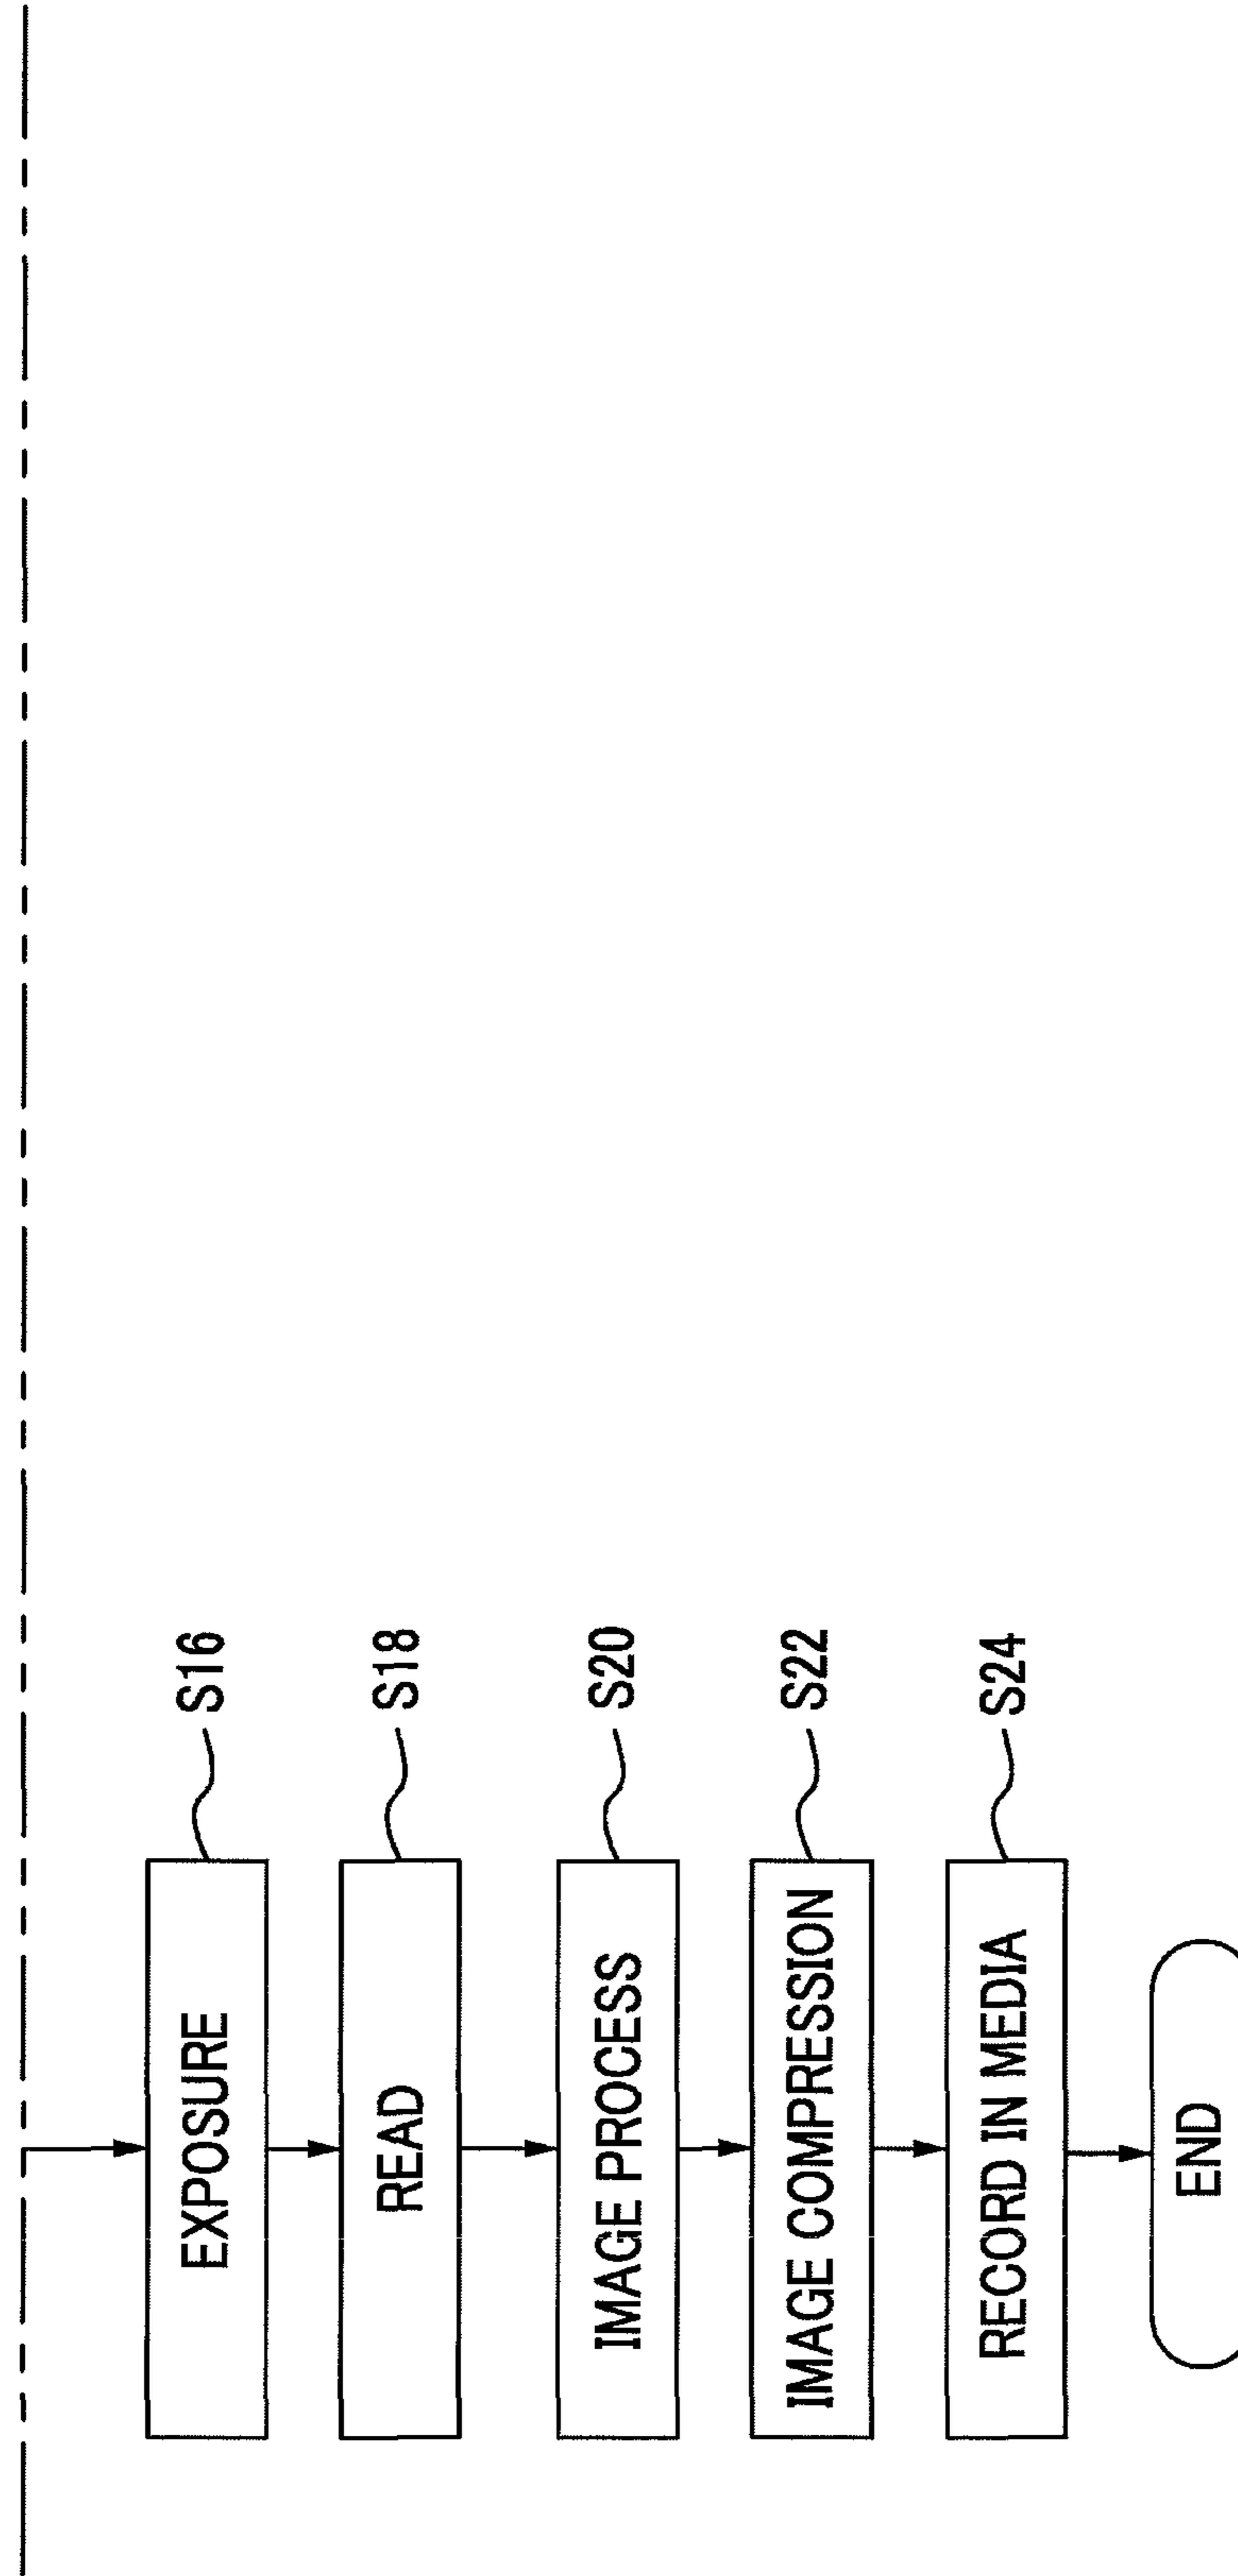 EXPOSURE
S16
READ
S18
IMAGE PROCESS
S20
IMAGE COMPRESSION
S22
RECORD IN MEDIA
S24
END